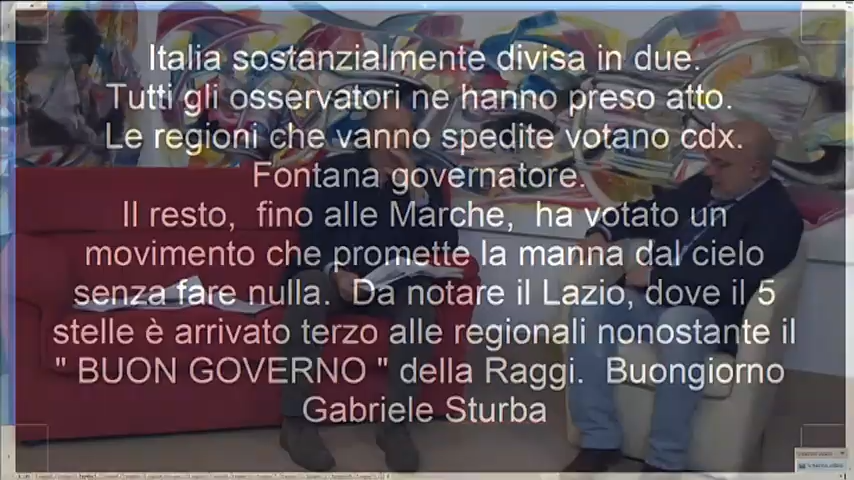 Italia sostanzialmente divisa in due.
Tutti gli osservatori ne hanno preso atto.
Le regioni che vanno spedite votano cdx.
Fontana governatore.
Il resto, fino alle Marche, ha votato un
movimento che promette la manna dal cielo
senza fare nulla. Da notare il Lazio, dove il 5
stelle è arrivato terzo alle regionali nonostante il
" BUON GOVERNO " della Raggi. Buongiorno
Gabriele Sturba